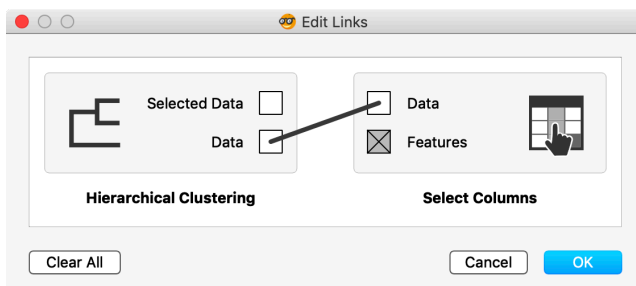 Edit Links
Selected Data
Data
Data
Features
Hierarchical Clustering
Select Columns
Clear All
Cancel
OK